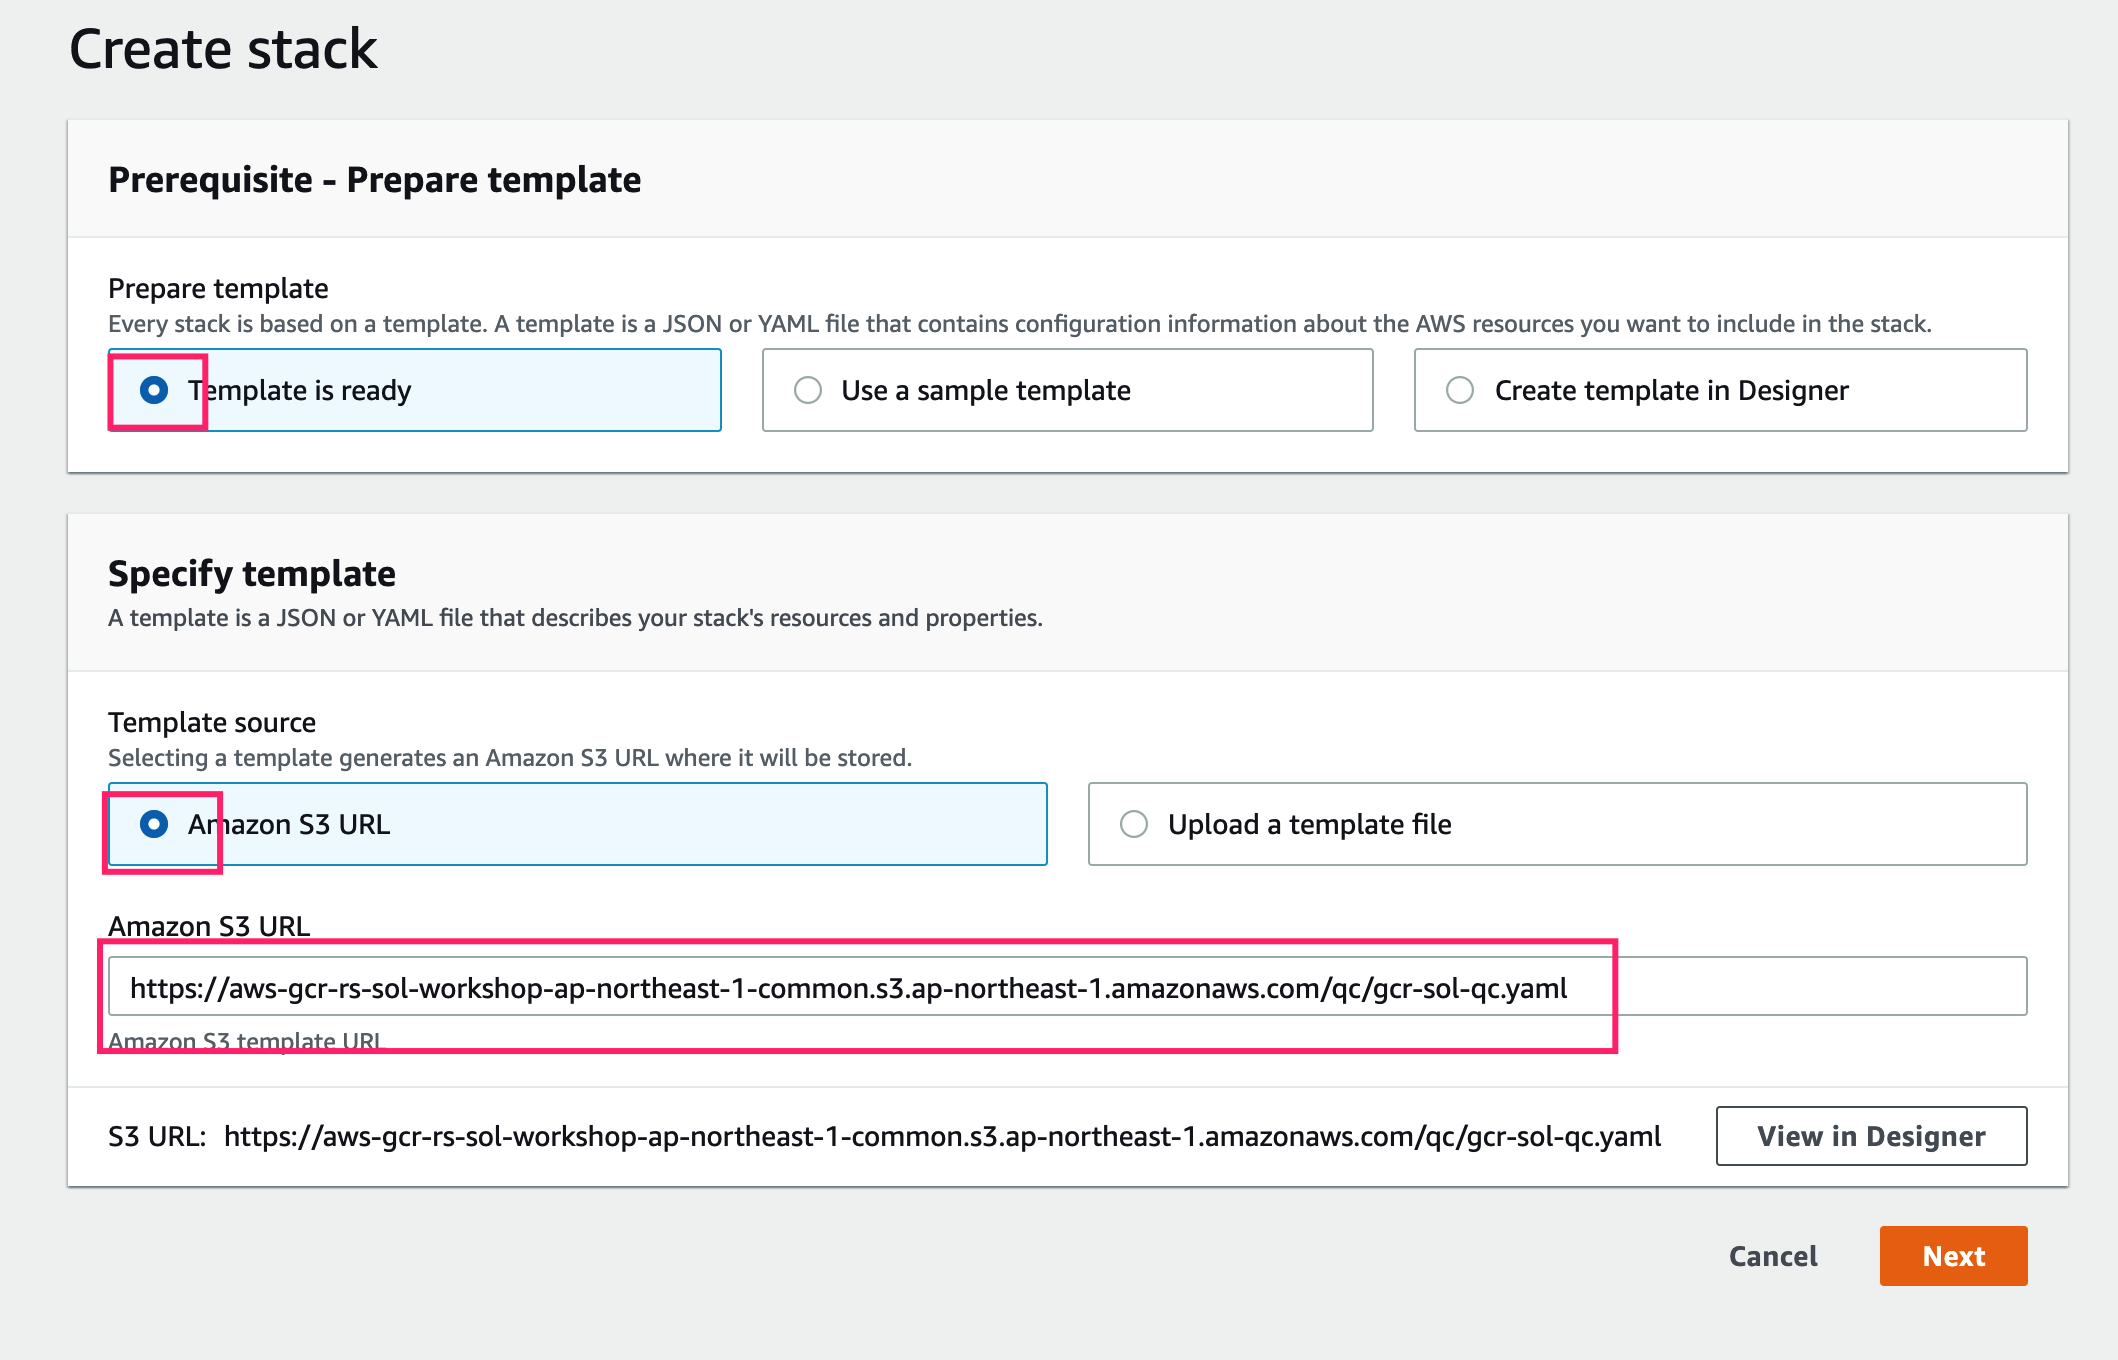 Create stack
Prerequisite - Prepare template
Prepare template
Every stack is based on a template. A template is a JSON or YAML file that contains configuration information about the AWS resources you want to include in the stack.
Template is ready
Use a sample template
Create template in Designer
Specify template
A template is a JSON or YAML file that describes your stack's resources and properties.
Template source
Selecting a template generates an Amazon S3 URL where it will be stored.
Amazon S3 URL
Upload a template file
Amazon S3 URL
https://aws-gcr-rs-sol-workshop-ap-northeast-1-common.s3.ap-northeast-1.amazonaws.com/qc/gcr-sol-qc.yaml
Amazon S3 template URL
S3 URL: https://aws-gcr-rs-sol-workshop-ap-northeast-1-common.s3.ap-northeast-1.amazonaws.com/qc/gcr-sol-qc.yaml
View in Designer
Cancel
Next